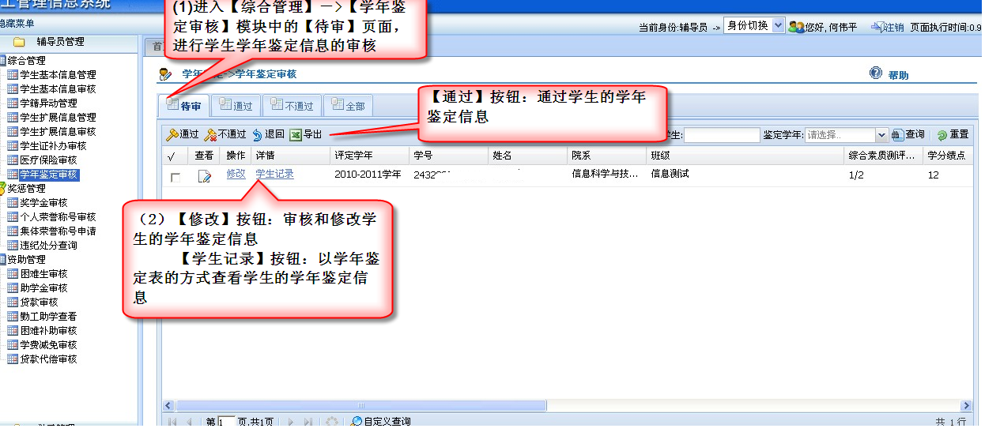 工管理信息系统
(1)进入【综合管理】—>【学年鉴
定审核】模块中的【待审】页面，
进行学生学年鉴定信息的审核
隐藏菜单
当前身份:辅导员 -> 身份切换 您好,何伟平 注销 页面执行时间:0.9
辅导员管理
首
综合管理
学生基本信息管理
学生基本信息审核
学籍异动管理
学生扩展信息管理
学生扩展信息审核
学生证补办审核
医疗保险审核
学年鉴定审核
奖惩管理
奖学金审核
个人荣誉称号审核
集体荣誉称号申请
违纪处分查询
资助管理
困难生审核
助学金审核
贷款审核
勤工助学查看
困难补助审核
学费减免审核
贷款代偿审核
->学年鉴定审核
帮助
待审 通过 不通过 全部
【通过】按钮：通过学生的学年
鉴定信息
通过 不通过 退回 导出
生: 鉴定学年: 请选择.. 查询 重置
√ 查看 操作 详情 评定学年 学号 姓名 院系 班级 综合素质测评... 学分绩点
修改 学生记录 2010-2011学年 2432 信息科学与技... 信息测试 1/2 12
（2）【修改】按钮：审核和修改学
生的学年鉴定信息
【学生记录】按钮：以学年鉴
定表的方式查看学生的学年鉴定信
息
第 1 页,共1页 自定义查询
共 1 行